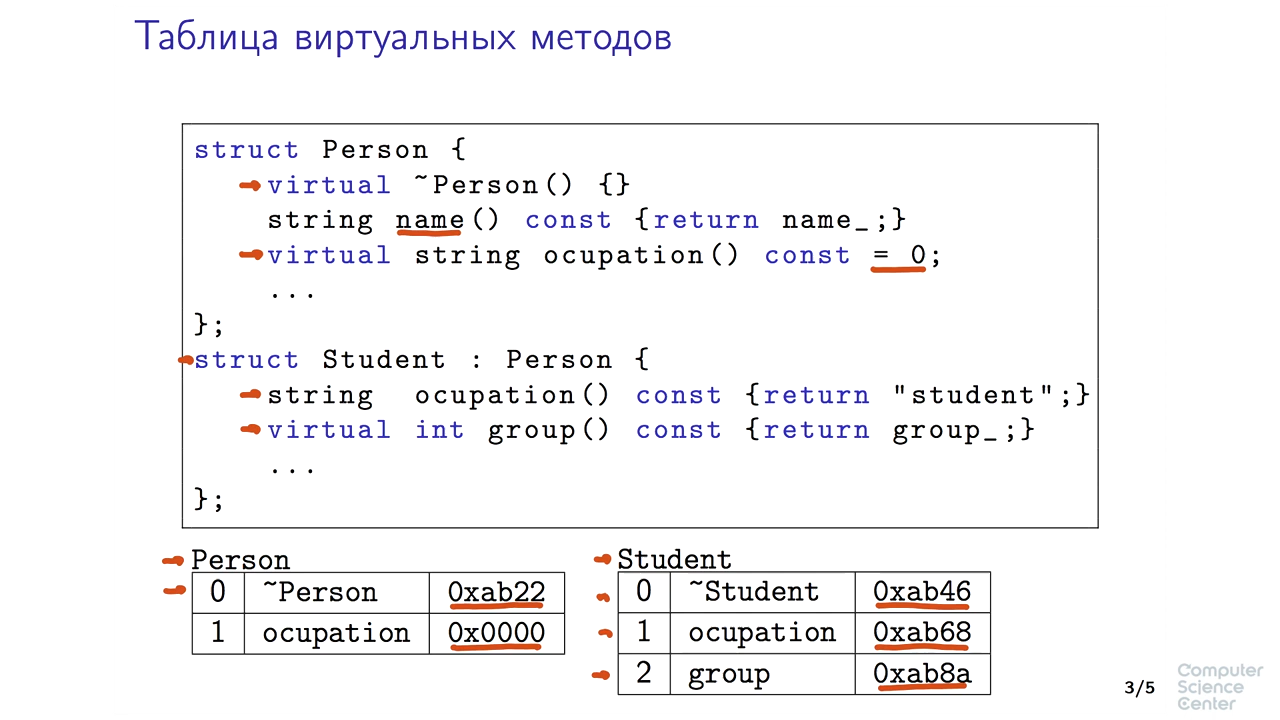 Таблица виртуальных методов
struct Person {
virtual ~Person() {}
string name() const {return name_;}
virtual string ocupation() const = 0;
...
};
struct Student : Person {
string ocupation() const {return "student";}
virtual int group() const {return group_;}
...
};
Person
0 ~Person 0xab22
1 ocupation 0x0000
Student
0 ~Student 0xab46
1 ocupation 0xab68
2 group 0xab8a
3/5
Computer
Science
Center